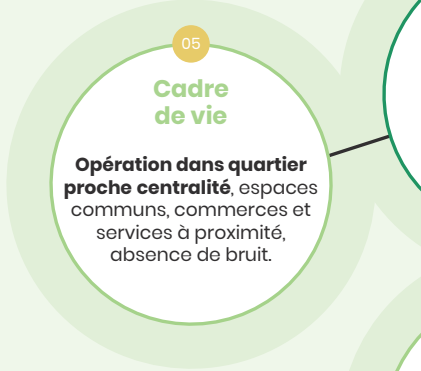 05
Cadre
de vie
Opération dans quartier
proche centralité, espaces
communs, commerces et
services à proximité,
absence de bruit.